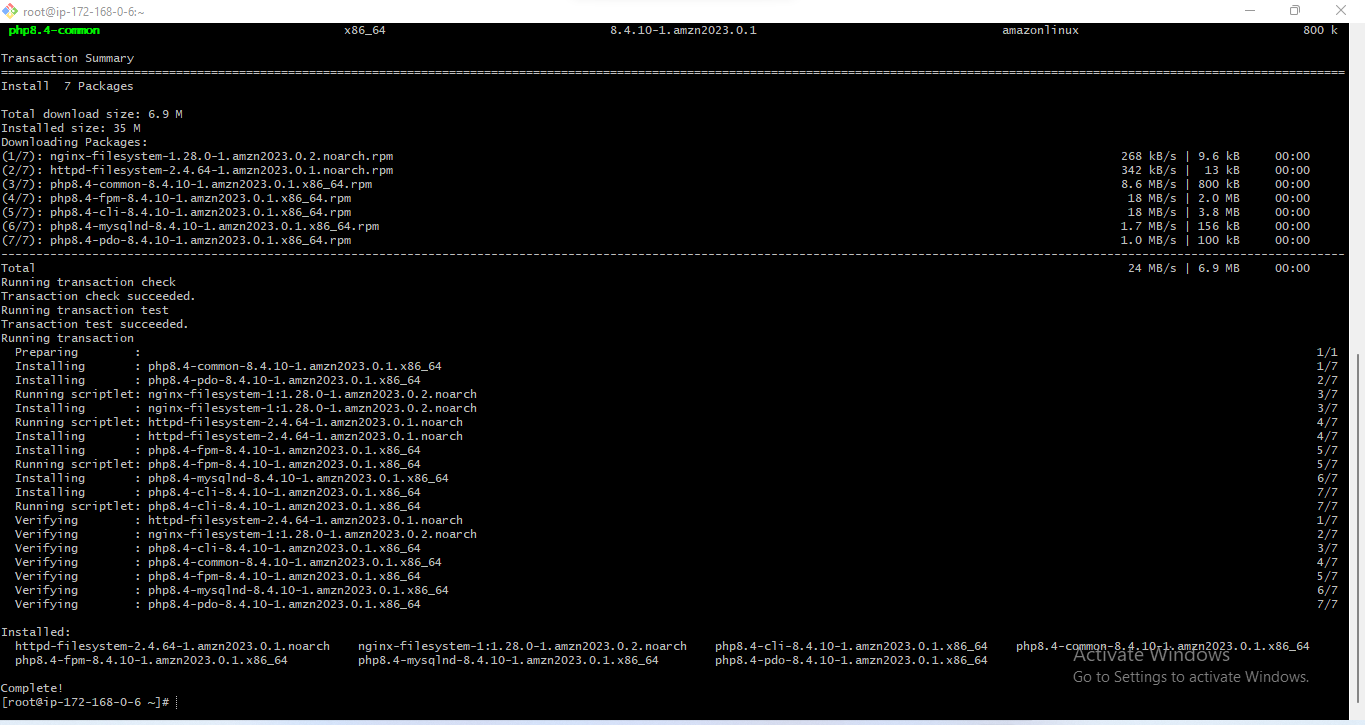 root@ip-172-168-0-6:~
php8.4-common x86_64 8.4.10-1.amzn2023.0.1 amazonlinux 800 k
Transaction Summary
Install 7 Packages
Total download size: 6.9 M
Installed size: 35 M
Downloading Packages:
(1/7): nginx-filesystem-1.28.0-1.amzn2023.0.2.noarch.rpm 268 kB/s | 9.6 kB 00:00
(2/7): httpd-filesystem-2.4.64-1.amzn2023.0.1.noarch.rpm 342 kB/s | 13 kB 00:00
(3/7): php8.4-common-8.4.10-1.amzn2023.0.1.x86_64.rpm 8.6 MB/s | 800 kB 00:00
(4/7): php8.4-fpm-8.4.10-1.amzn2023.0.1.x86_64.rpm 18 MB/s | 2.0 MB 00:00
(5/7): php8.4-cli-8.4.10-1.amzn2023.0.1.x86_64.rpm 18 MB/s | 3.8 MB 00:00
(6/7): php8.4-mysqlnd-8.4.10-1.amzn2023.0.1.x86_64.rpm 1.7 MB/s | 156 kB 00:00
(7/7): php8.4-pdo-8.4.10-1.amzn2023.0.1.x86_64.rpm 1.0 MB/s | 100 kB 00:00
Total 24 MB/s | 6.9 MB 00:00
Running transaction check
Transaction check succeeded.
Running transaction test
Transaction test succeeded.
Running transaction
Preparing : 1/1
Installing : php8.4-common-8.4.10-1.amzn2023.0.1.x86_64 1/7
Installing : php8.4-pdo-8.4.10-1.amzn2023.0.1.x86_64 2/7
Running scriptlet: nginx-filesystem-1:1.28.0-1.amzn2023.0.2.noarch 3/7
Installing : nginx-filesystem-1:1.28.0-1.amzn2023.0.2.noarch 3/7
Running scriptlet: httpd-filesystem-2.4.64-1.amzn2023.0.1.noarch 4/7
Installing : httpd-filesystem-2.4.64-1.amzn2023.0.1.noarch 4/7
Installing : php8.4-fpm-8.4.10-1.amzn2023.0.1.x86_64 5/7
Running scriptlet: php8.4-fpm-8.4.10-1.amzn2023.0.1.x86_64 5/7
Installing : php8.4-mysqlnd-8.4.10-1.amzn2023.0.1.x86_64 6/7
Installing : php8.4-cli-8.4.10-1.amzn2023.0.1.x86_64 7/7
Running scriptlet: php8.4-cli-8.4.10-1.amzn2023.0.1.x86_64 7/7
Verifying : httpd-filesystem-2.4.64-1.amzn2023.0.1.noarch 1/7
Verifying : nginx-filesystem-1:1.28.0-1.amzn2023.0.2.noarch 2/7
Verifying : php8.4-cli-8.4.10-1.amzn2023.0.1.x86_64 3/7
Verifying : php8.4-common-8.4.10-1.amzn2023.0.1.x86_64 4/7
Verifying : php8.4-fpm-8.4.10-1.amzn2023.0.1.x86_64 5/7
Verifying : php8.4-mysqlnd-8.4.10-1.amzn2023.0.1.x86_64 6/7
Verifying : php8.4-pdo-8.4.10-1.amzn2023.0.1.x86_64 7/7
Installed:
httpd-filesystem-2.4.64-1.amzn2023.0.1.noarch nginx-filesystem-1:1.28.0-1.amzn2023.0.2.noarch php8.4-cli-8.4.10-1.amzn2023.0.1.x86_64 php8.4-common-8.4.10-1.amzn2023.0.1.x86_64
php8.4-fpm-8.4.10-1.amzn2023.0.1.x86_64 php8.4-mysqlnd-8.4.10-1.amzn2023.0.1.x86_64 php8.4-pdo-8.4.10-1.amzn2023.0.1.x86_64
Activate Windows
Go to Settings to activate Windows.
Complete!
[root@ip-172-168-0-6 ~]#